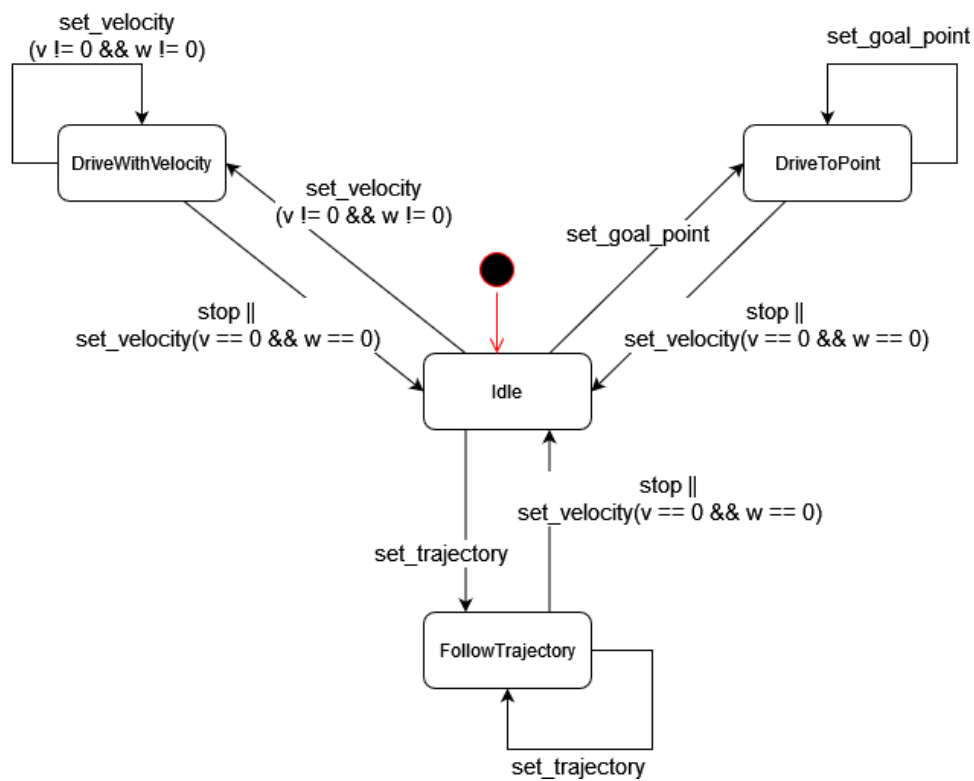 set_velocity
(v != 0 && w != 0)
set_goal_point
DriveWithVelocity
DriveToPoint
set_velocity
(v != 0 && w != 0)
set_goal_point
stop ||
set_velocity(v == 0 && w == 0)
stop ||
set_velocity(v == 0 && w == 0)
Idle
stop ||
set_velocity(v == 0 && w == 0)
set_trajectory
FollowTrajectory
set_trajectory